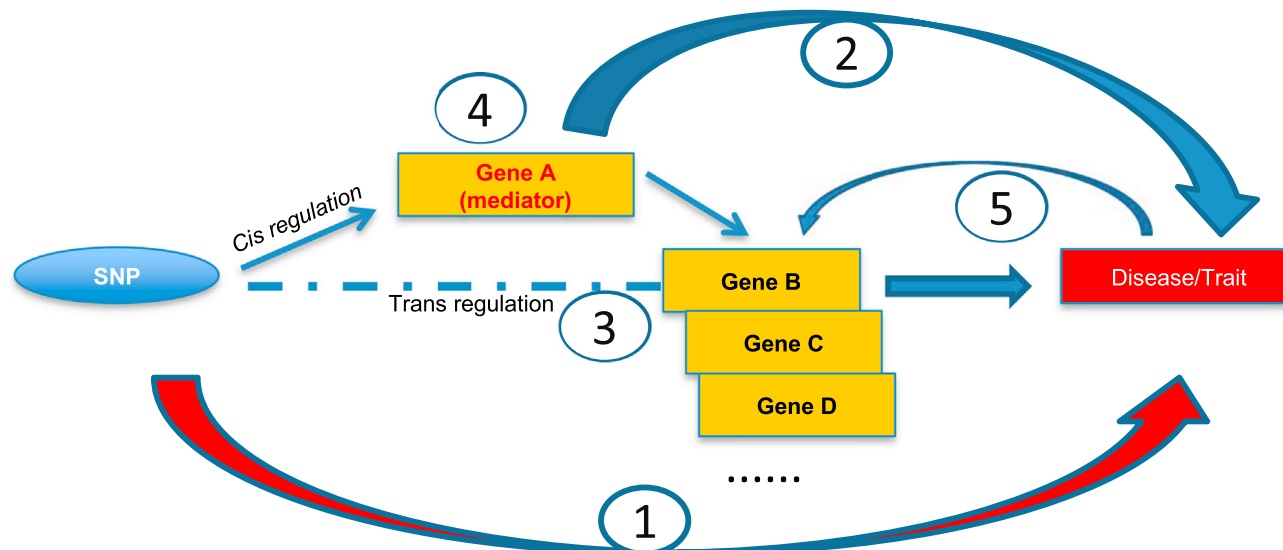 2
4
Gene A
(mediator)
Cis regulation
5
SNP
Gene B
Disease/Trait
Trans regulation
3
Gene C
Gene D
......
1